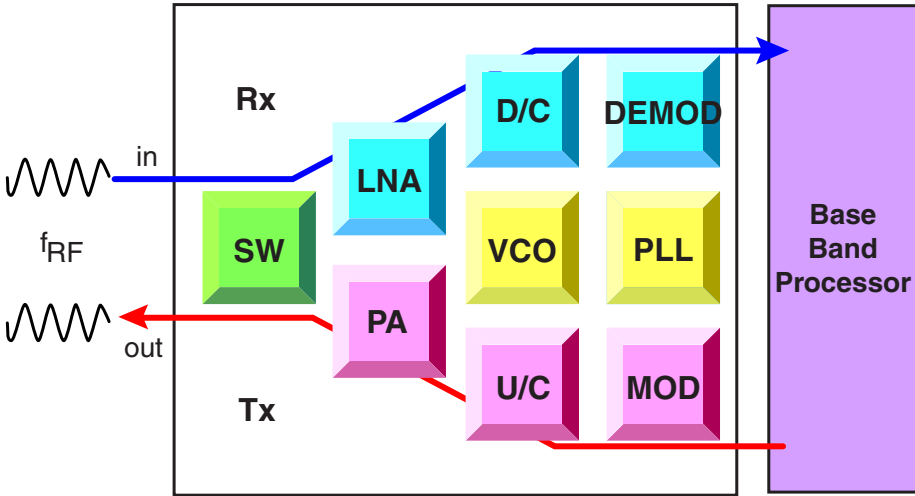 Rx
in
LNA
D/C
DEMOD
SW
fRF
VCO
PLL
Base
Band
Processor
out
PA
Tx
U/C
MOD